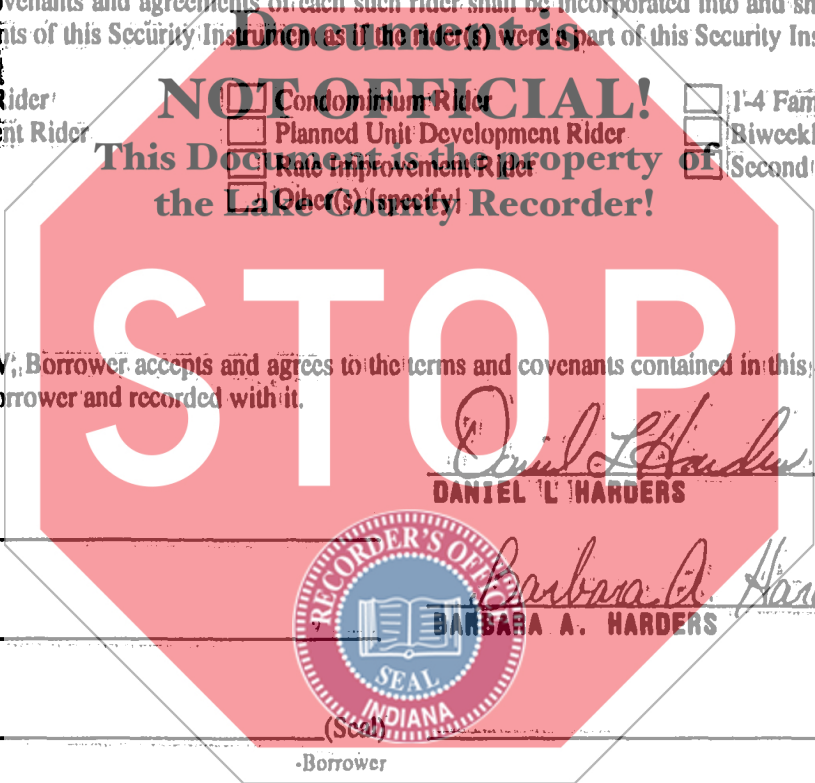 venants and agreements of each such rider shall be incorporated into and sh
nts of this Security Instrument as if the rider(s) were a part of this Security Ins
Document is
NOT OFFICIAL!
This Document is the property of
the Lake County Recorder!
Rider
Condominium Rider
1-4 Fam
nt Rider
Planned Unit Development Rider
Biweekl
Rate Improvement Rider
Second
Other(s) [specify]
STOP
Borrower accepts and agrees to the terms and covenants contained in this
rrower and recorded with it.
Daniel L Harders
DANIEL L HARDERS
Barbara A. Har
BARBARA A. HARDERS
RECORDER'S OFFICE
SEAL
INDIANA
(Seal)
-Borrower